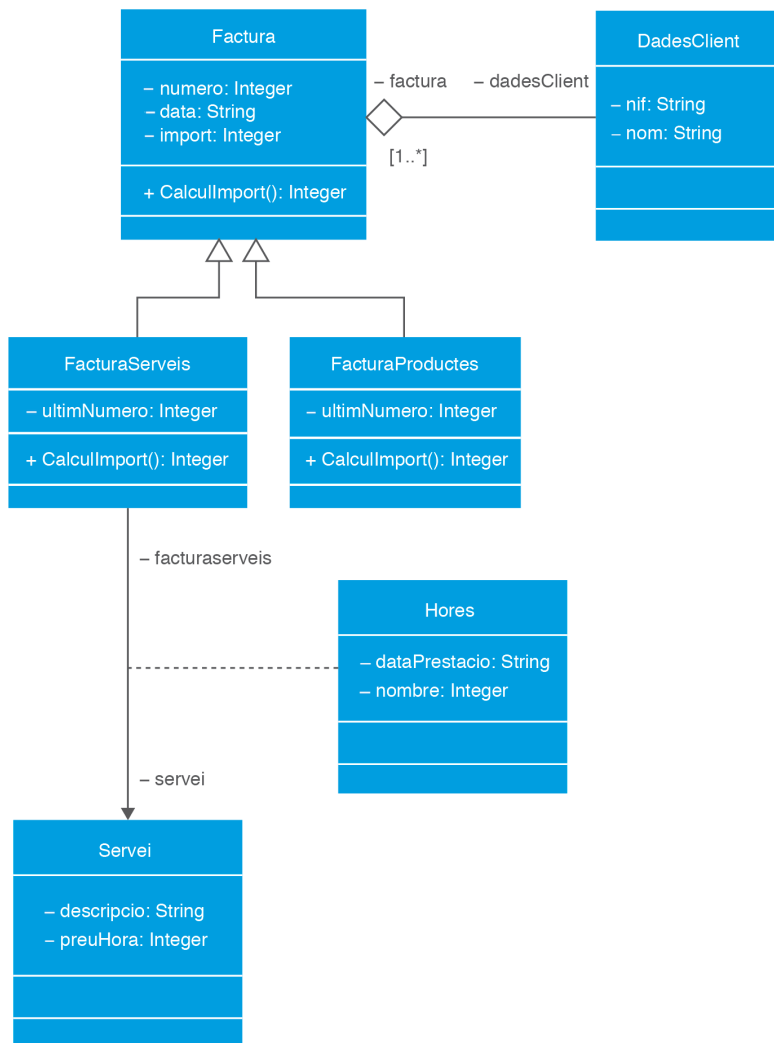 Factura
– numero: Integer
– data: String
– import: Integer
+ CalculImport(): Integer
– factura
– dadesClient
[1..*]
DadesClient
– nif: String
– nom: String
FacturaServeis
– ultimNumero: Integer
+ CalculImport(): Integer
FacturaProductes
– ultimNumero: Integer
+ CalculImport(): Integer
– facturaserveis
Hores
– dataPrestacio: String
– nombre: Integer
– servei
Servei
– descripcio: String
– preuHora: Integer